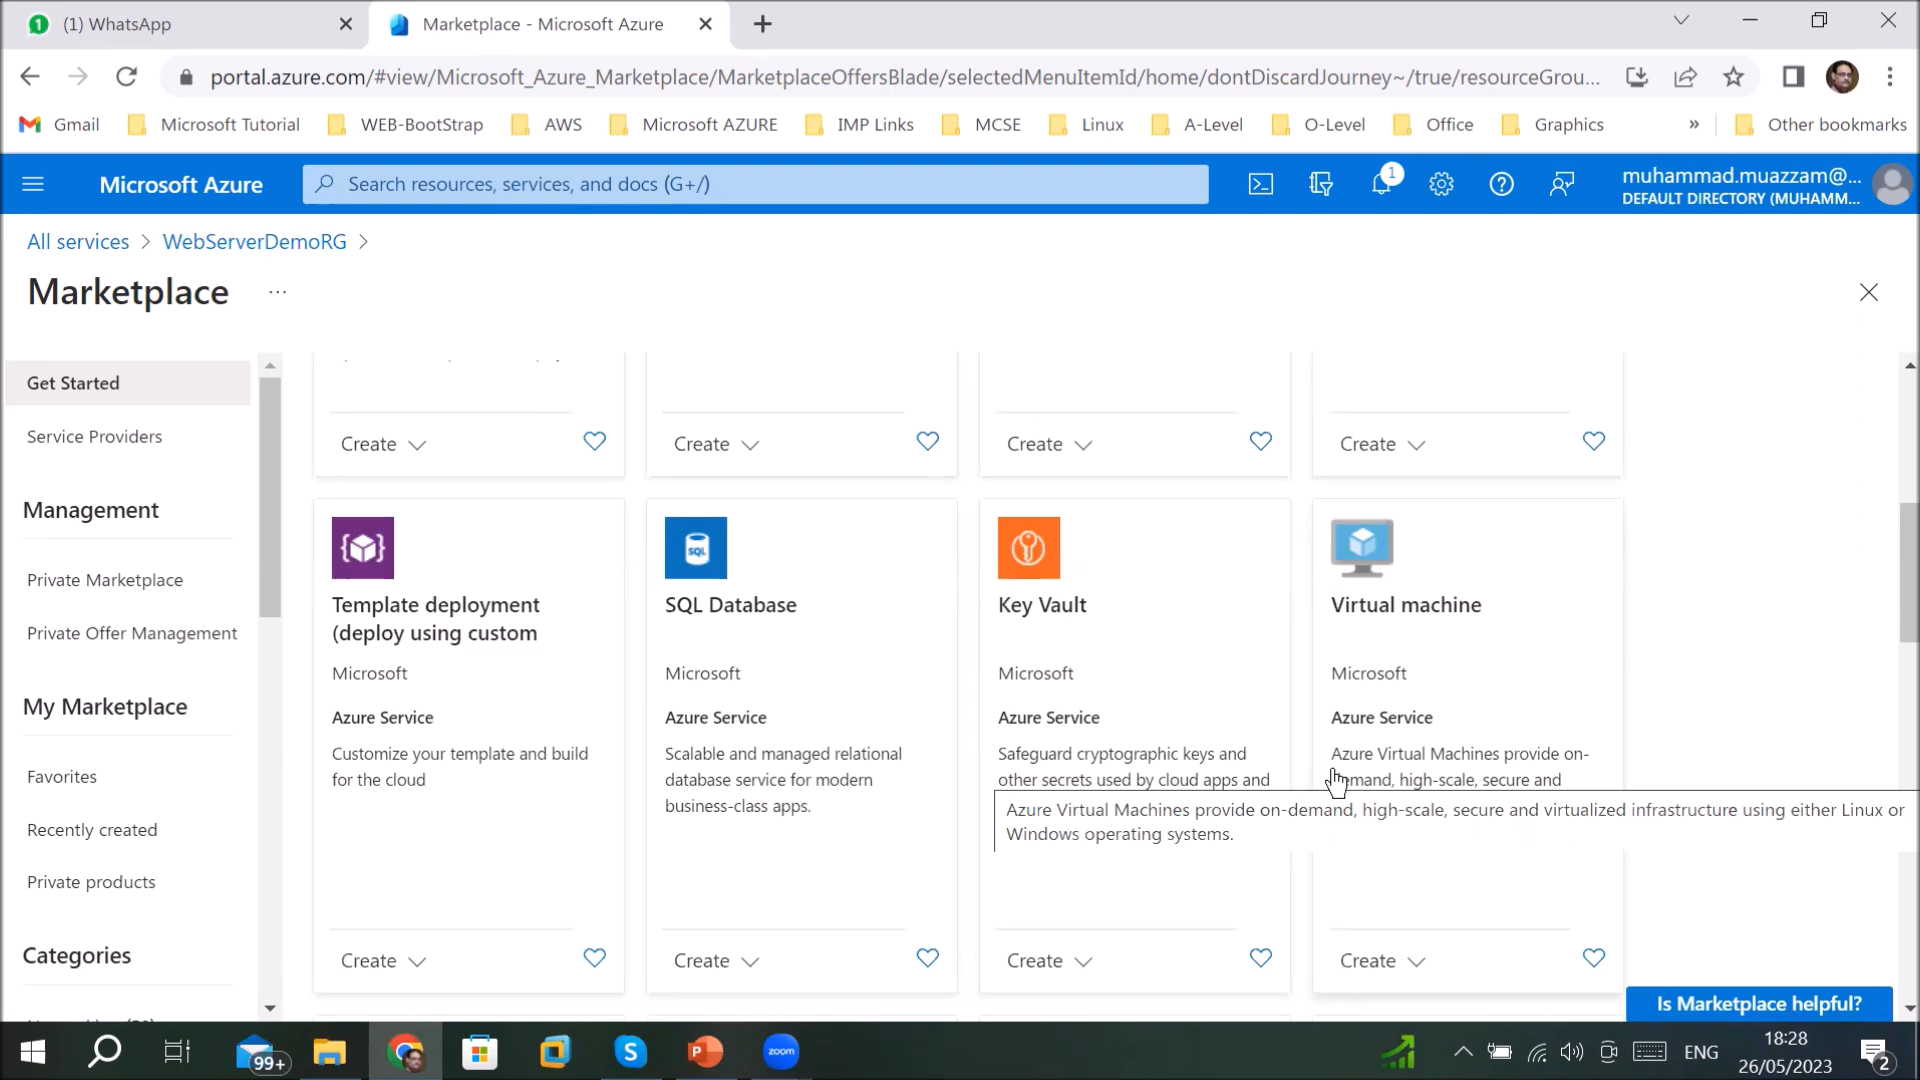 (1) WhatsApp
Marketplace - Microsoft Azure
portal.azure.com/#view/Microsoft_Azure_Marketplace/MarketplaceOffersBlade/selectedMenuItemId/home/dontDiscardJourney~/true/resourceGrou...
Gmail
Microsoft Tutorial
WEB-BootStrap
AWS
Microsoft AZURE
IMP Links
MCSE
Linux
A-Level
O-Level
Office
Graphics
»
Other bookmarks
Microsoft Azure
Search resources, services, and docs (G+/)
1
muhammad.muazzam@...
DEFAULT DIRECTORY (MUHAMM...
All services > WebServerDemoRG >
Marketplace ...
Get Started
Service Providers
Management
Private Marketplace
Private Offer Management
My Marketplace
Favorites
Recently created
Private products
Categories
Create
Create
Create
Create
Template deployment
(deploy using custom
Microsoft
Azure Service
Customize your template and build
for the cloud
Create
SQL
SQL Database
Microsoft
Azure Service
Scalable and managed relational
database service for modern
business-class apps.
Create
Key Vault
Microsoft
Azure Service
Safeguard cryptographic keys and
other secrets used by cloud apps and
Create
Virtual machine
Microsoft
Azure Service
Azure Virtual Machines provide on-
demand, high-scale, secure and
Azure Virtual Machines provide on-demand, high-scale, secure and virtualized infrastructure using either Linux or
Windows operating systems.
Create
Is Marketplace helpful?
99+
S
P
zoom
ENG
18:28
26/05/2023
2